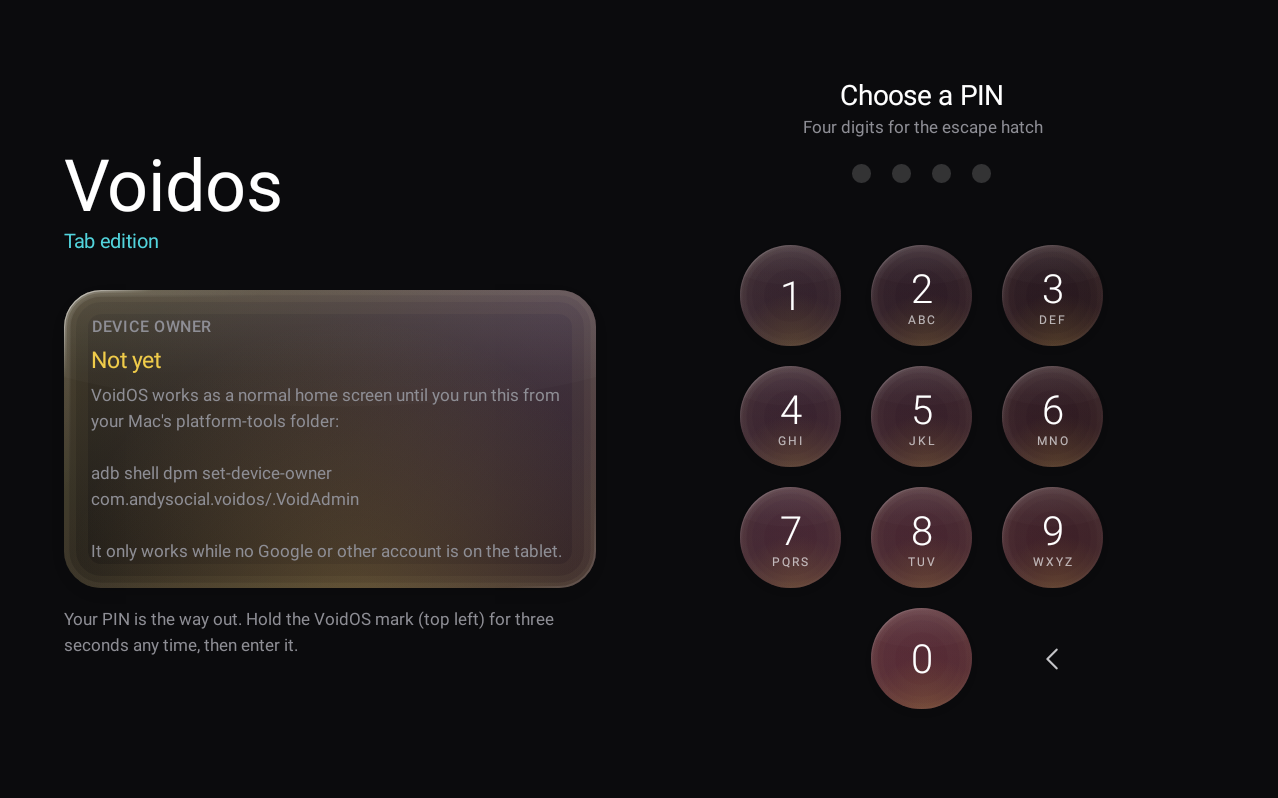 Voidos
Tab edition
DEVICE OWNER
Not yet
VoidOS works as a normal home screen until you run this from
your Mac's platform-tools folder:
adb shell dpm set-device-owner
com.andysocial.voidos/.VoidAdmin
It only works while no Google or other account is on the tablet.
Your PIN is the way out. Hold the VoidOS mark (top left) for three
seconds any time, then enter it.
Choose a PIN
Four digits for the escape hatch
1
2
ABC
3
DEF
4
GHI
5
JKL
6
MNO
7
PQRS
8
TUV
9
WXYZ
0